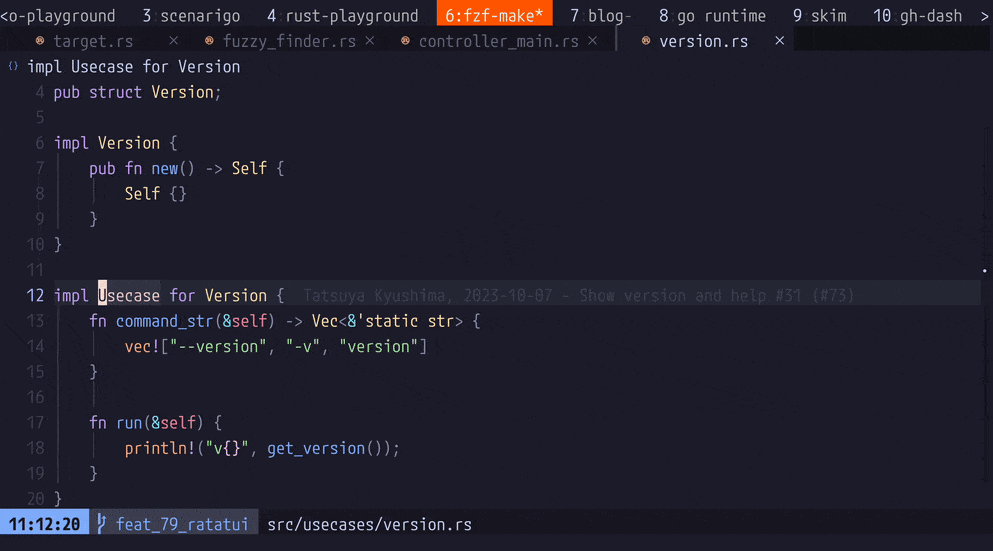 <o-playground 3:scenarigo 4:rust-playground 6:fzf-make* 7:blog- 8:go runtime 9:skim 10:gh-dash >
target.rs × fuzzy_finder.rs × controller_main.rs × version.rs ×
{} impl Usecase for Version
4 pub struct Version;
5
6 impl Version {
7     pub fn new() -> Self {
8         Self {}
9     }
10 }
11
12 impl Usecase for Version {  Tatsuya Kyushima, 2023-10-07 - Show version and help #31 (#73)
13     fn command_str(&self) -> Vec<&'static str> {
14         vec!["--version", "-v", "version"]
15     }
16
17     fn run(&self) {
18         println!("v{}", get_version());
19     }
20 }
11:12:20 feat_79_ratatui src/usecases/version.rs